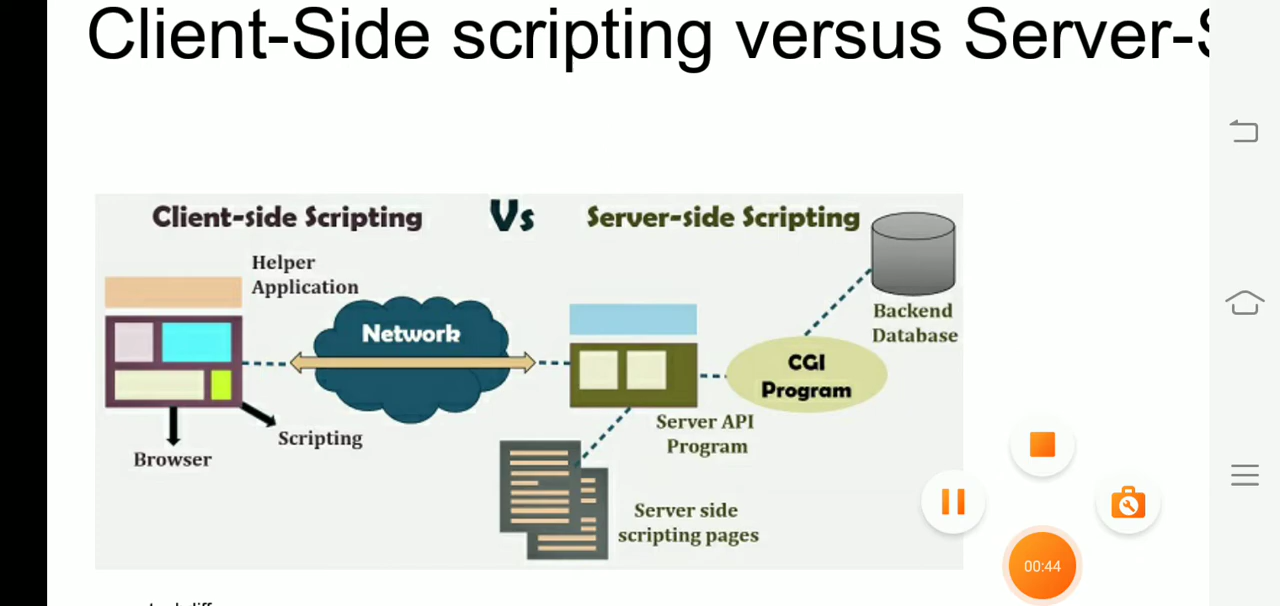 Client-Side scripting versus Server-
Client-side Scripting Vs Server-side Scripting
Helper
Application
Network
Browser
Scripting
Backend
Database
CGI
Program
Server API
Program
Server side
scripting pages
00:44